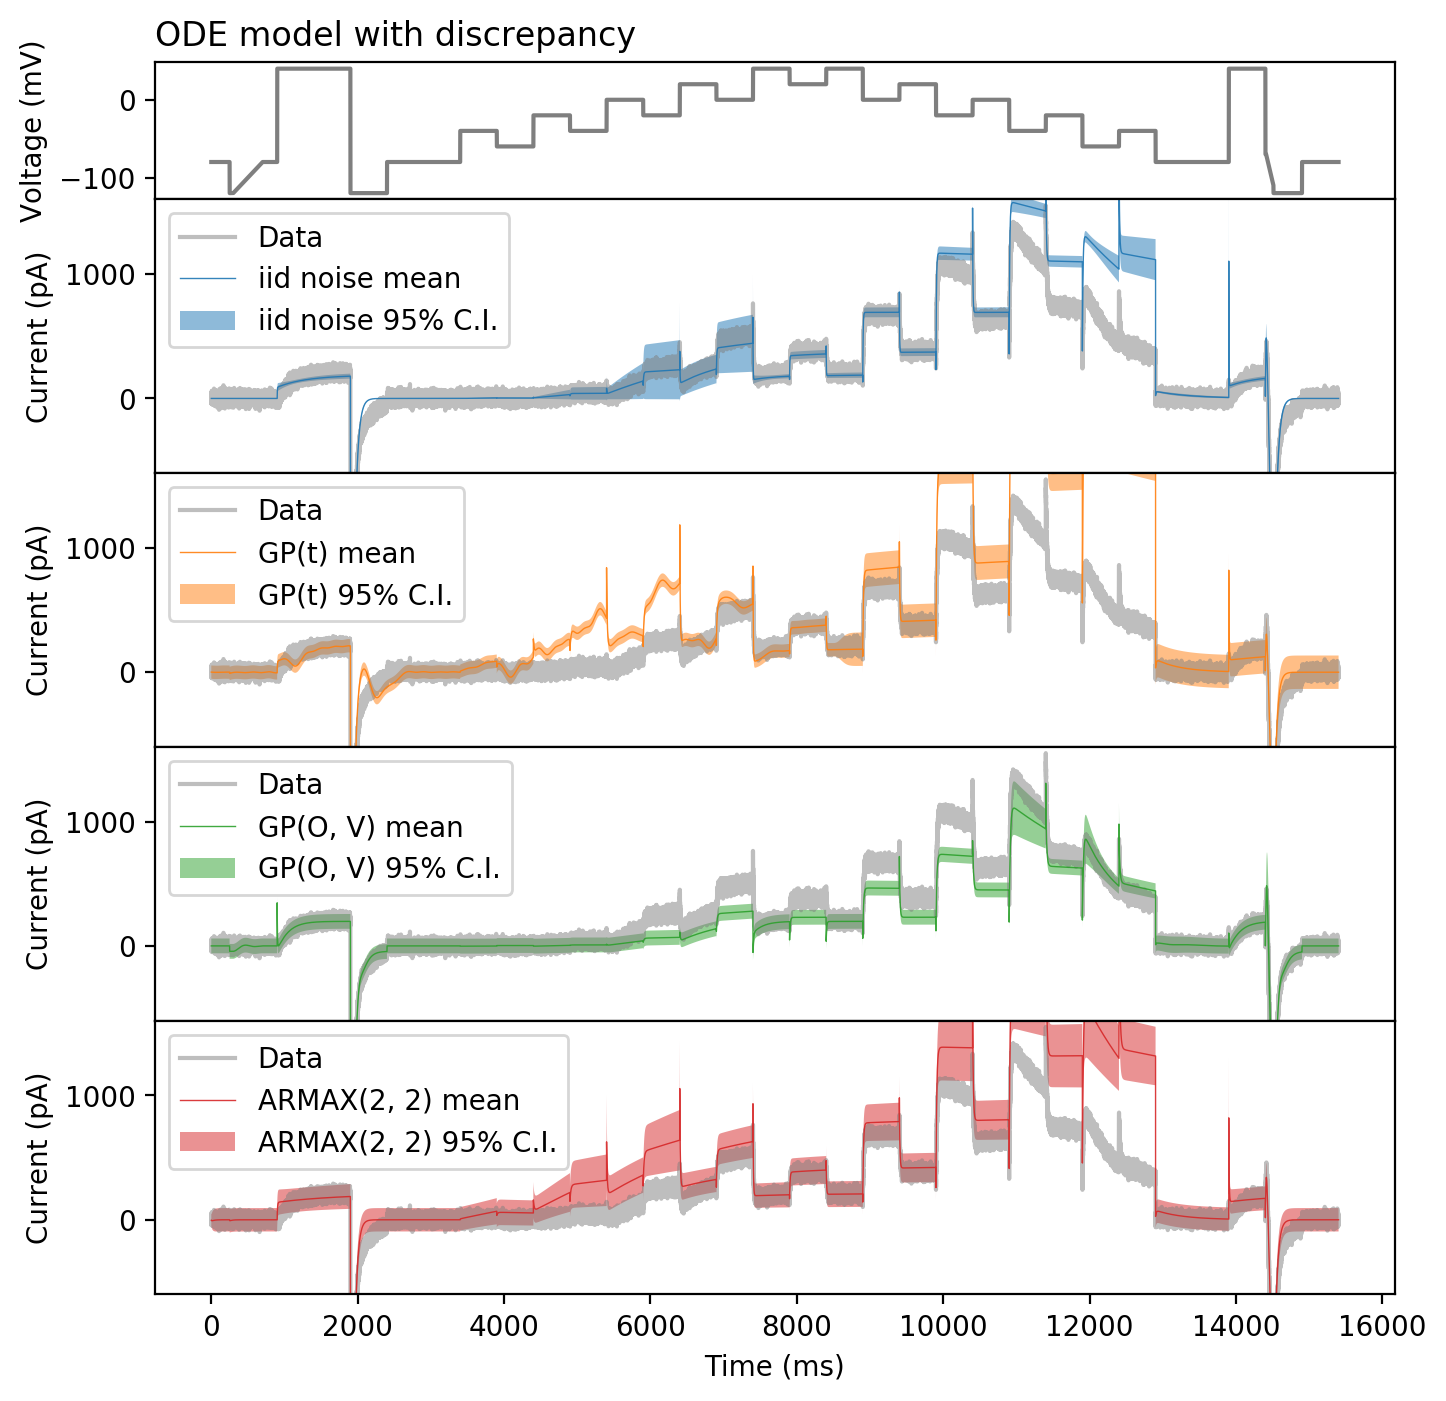 ODE model with discrepancy
Voltage (mV)
0
−100
Current (pA)
1000
0
Data
iid noise mean
iid noise 95% C.I.
Current (pA)
1000
0
Data
GP(t) mean
GP(t) 95% C.I.
Current (pA)
1000
0
Data
GP(O, V) mean
GP(O, V) 95% C.I.
Current (pA)
1000
0
Data
ARMAX(2, 2) mean
ARMAX(2, 2) 95% C.I.
0 2000 4000 6000 8000 10000 12000 14000 16000
Time (ms)